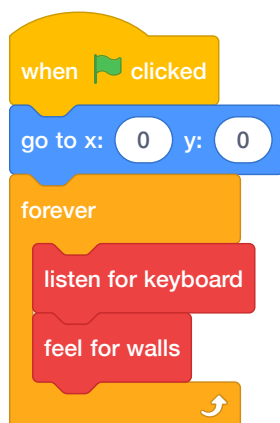 when clicked
go to x: 0 y: 0
forever
listen for keyboard
feel for walls